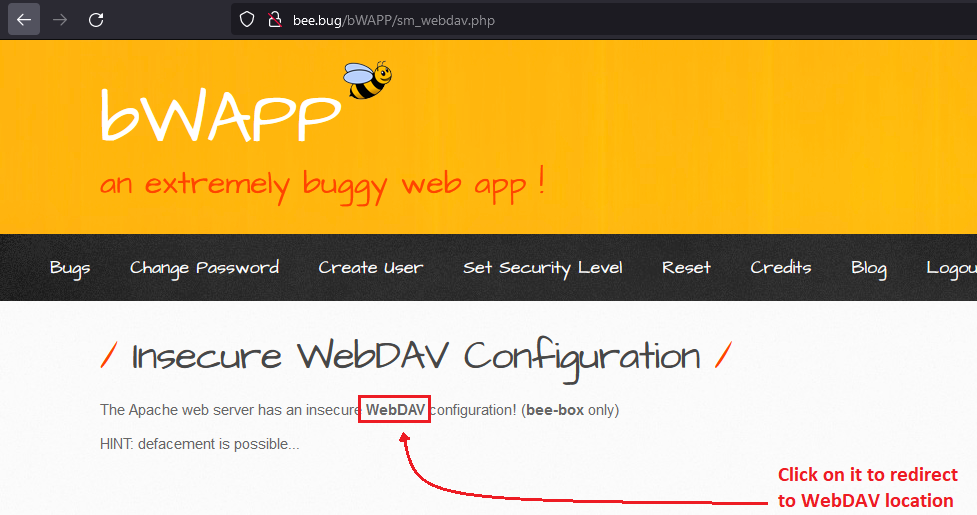 bee.bug/bWAPP/sm_webdav.php
bWAPP
an extremely buggy web app !
Bugs Change Password Create User Set Security Level Reset Credits Blog Logou
/ Insecure WebDAV Configuration /
The Apache web server has an insecure WebDAV configuration! (bee-box only)
HINT: defacement is possible...
Click on it to redirect
to WebDAV location